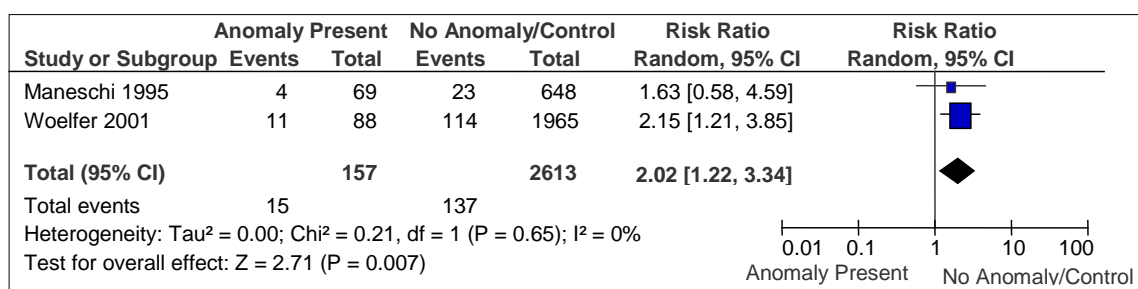 Anomaly Present No Anomaly/Control Risk Ratio Risk Ratio
Study or Subgroup Events Total Events Total Random, 95% CI Random, 95% CI
Maneschi 1995 4 69 23 648 1.63 [0.58, 4.59]
Woelfer 2001 11 88 114 1965 2.15 [1.21, 3.85]
Total (95% CI) 157 2613 2.02 [1.22, 3.34]
Total events 15 137
Heterogeneity: Tau² = 0.00; Chi² = 0.21, df = 1 (P = 0.65); I² = 0%
Test for overall effect: Z = 2.71 (P = 0.007)
0.01 0.1 1 10 100
Anomaly Present No Anomaly/Control